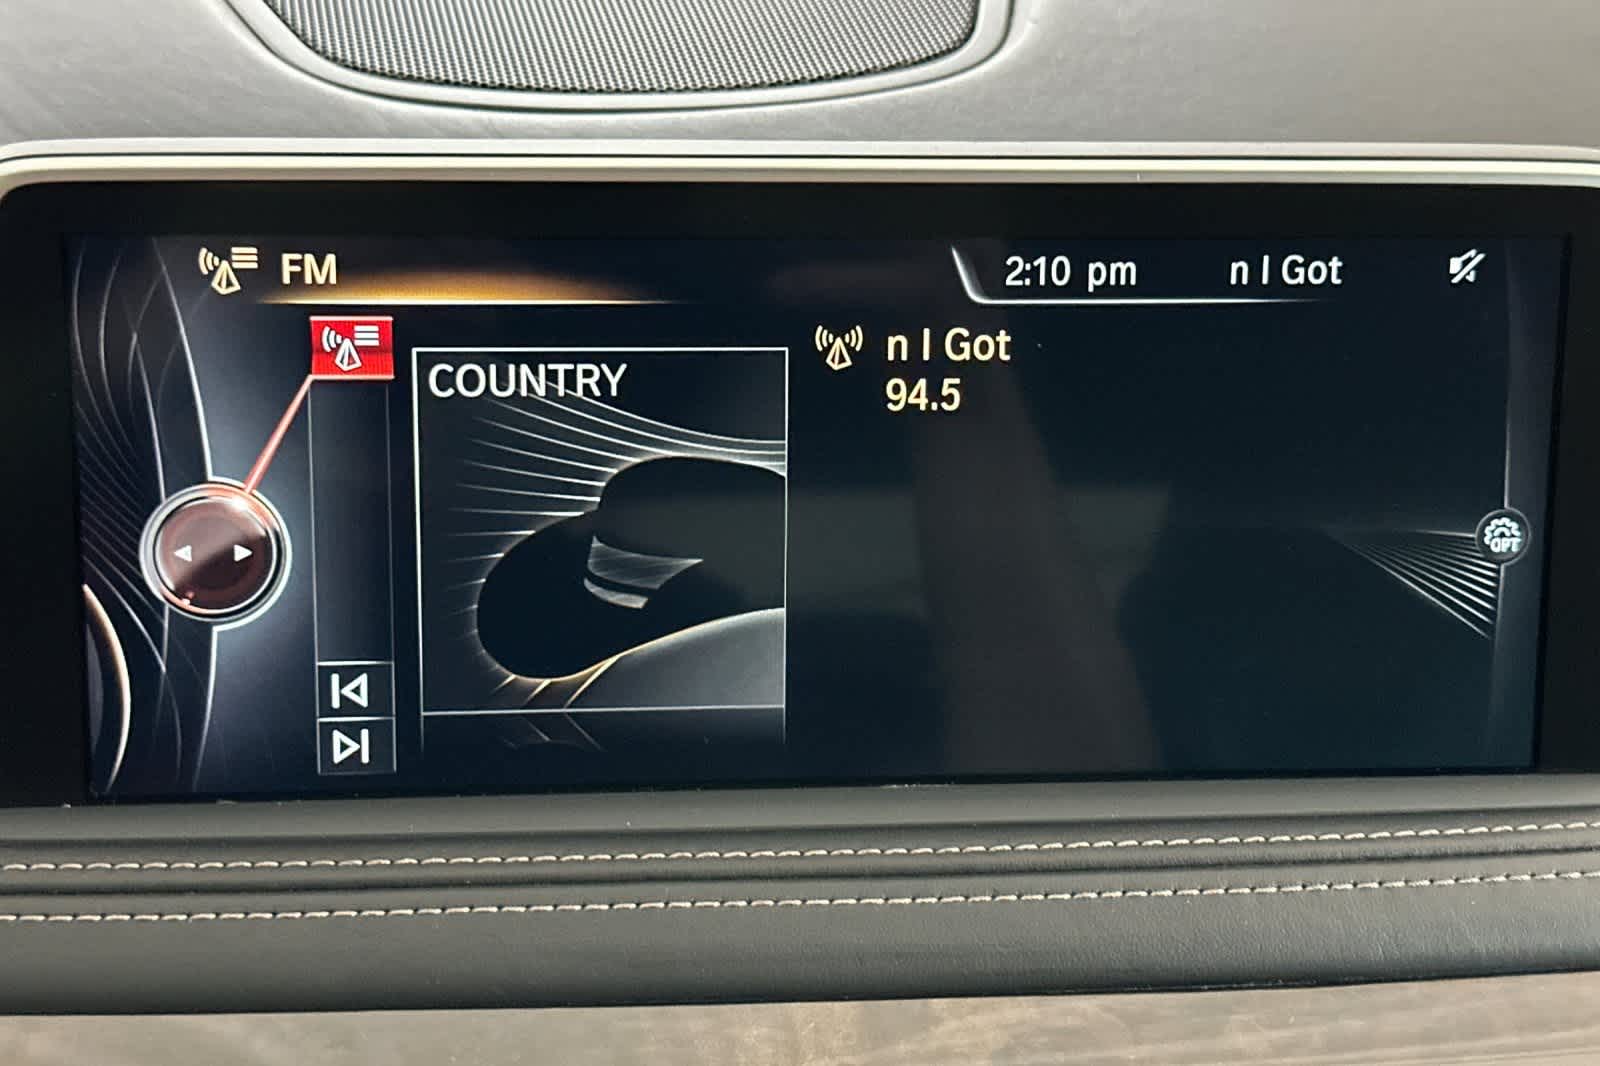 FM
2:10 pm
n I Got
COUNTRY
n I Got
94.5
OPT